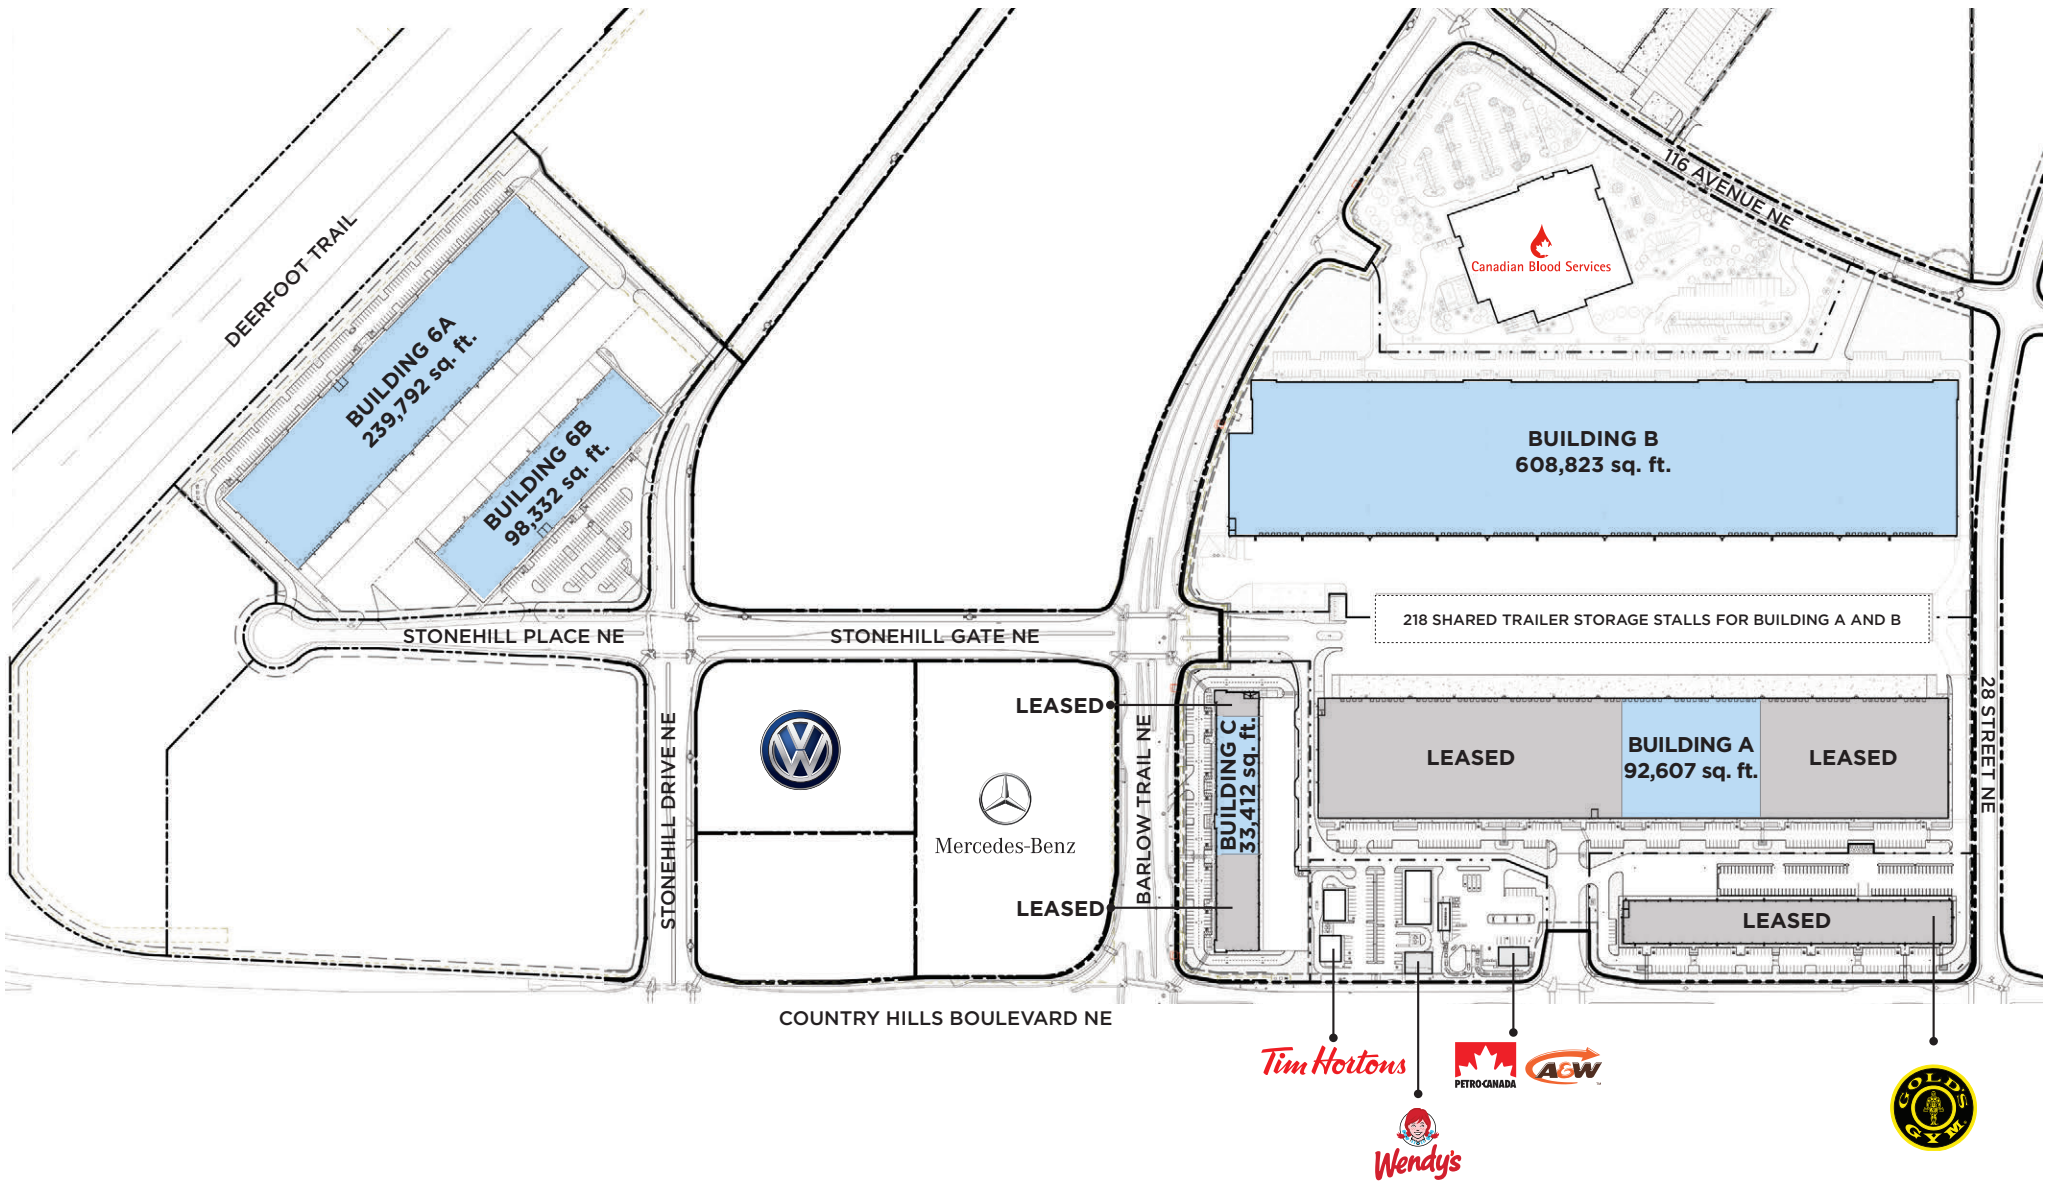 116 AVENUE NE
DEERFOOT TRAIL
Canadian Blood Services
BUILDING 6A
239,792 sq. ft.
BUILDING 6B
98,332 sq. ft.
BUILDING B
608,823 sq. ft.
218 SHARED TRAILER STORAGE STALLS FOR BUILDING A AND B
STONEHILL PLACE NE
STONEHILL GATE NE
LEASED
28 STREET NE
STONEHILL DRIVE NE
BARLOW TRAIL NE
BUILDING C
33,412 sq. ft.
LEASED
BUILDING A
92,607 sq. ft.
LEASED
Mercedes-Benz
LEASED
LEASED
COUNTRY HILLS BOULEVARD NE
Tim Hortons
PETRO-CANADA
A&W
Wendy's
GOLD'S
GYM